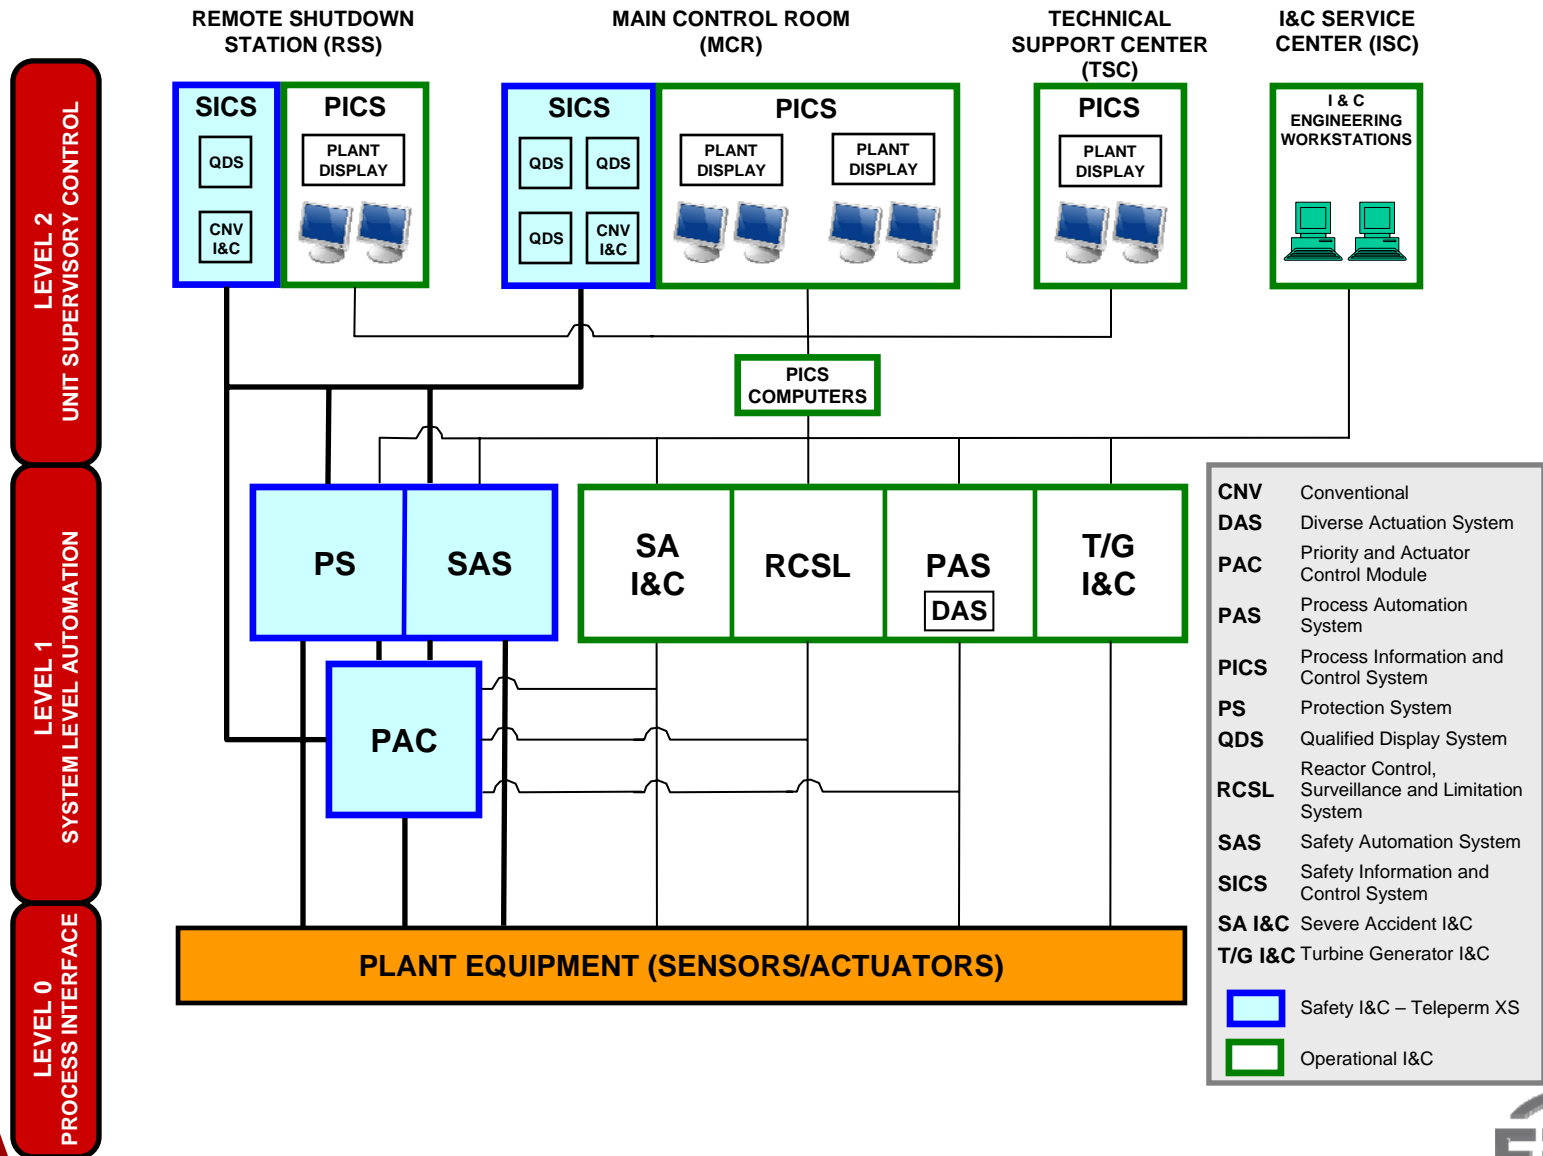 REMOTE SHUTDOWN
STATION (RSS)
MAIN CONTROL ROOM
(MCR)
TECHNICAL
SUPPORT CENTER
(TSC)
I&C SERVICE
CENTER (ISC)
LEVEL 2
UNIT SUPERVISORY CONTROL
SICS
QDS
CNV
I&C
PICS
PLANT
DISPLAY
SICS
QDS
QDS
QDS
CNV
I&C
PICS
PLANT
DISPLAY
PLANT
DISPLAY
PICS
PLANT
DISPLAY
I & C
ENGINEERING
WORKSTATIONS
PICS
COMPUTERS
LEVEL 1
SYSTEM LEVEL AUTOMATION
PS
SAS
SA
I&C
RCSL
PAS
DAS
T/G
I&C
PAC
LEVEL 0
PROCESS INTERFACE
PLANT EQUIPMENT (SENSORS/ACTUATORS)
CNV Conventional
DAS Diverse Actuation System
PAC Priority and Actuator
Control Module
PAS Process Automation
System
PICS Process Information and
Control System
PS Protection System
QDS Qualified Display System
RCSL Reactor Control,
Surveillance and Limitation
System
SAS Safety Automation System
SICS Safety Information and
Control System
SA I&C Severe Accident I&C
T/G I&C Turbine Generator I&C
Safety I&C – Teleperm XS
Operational I&C